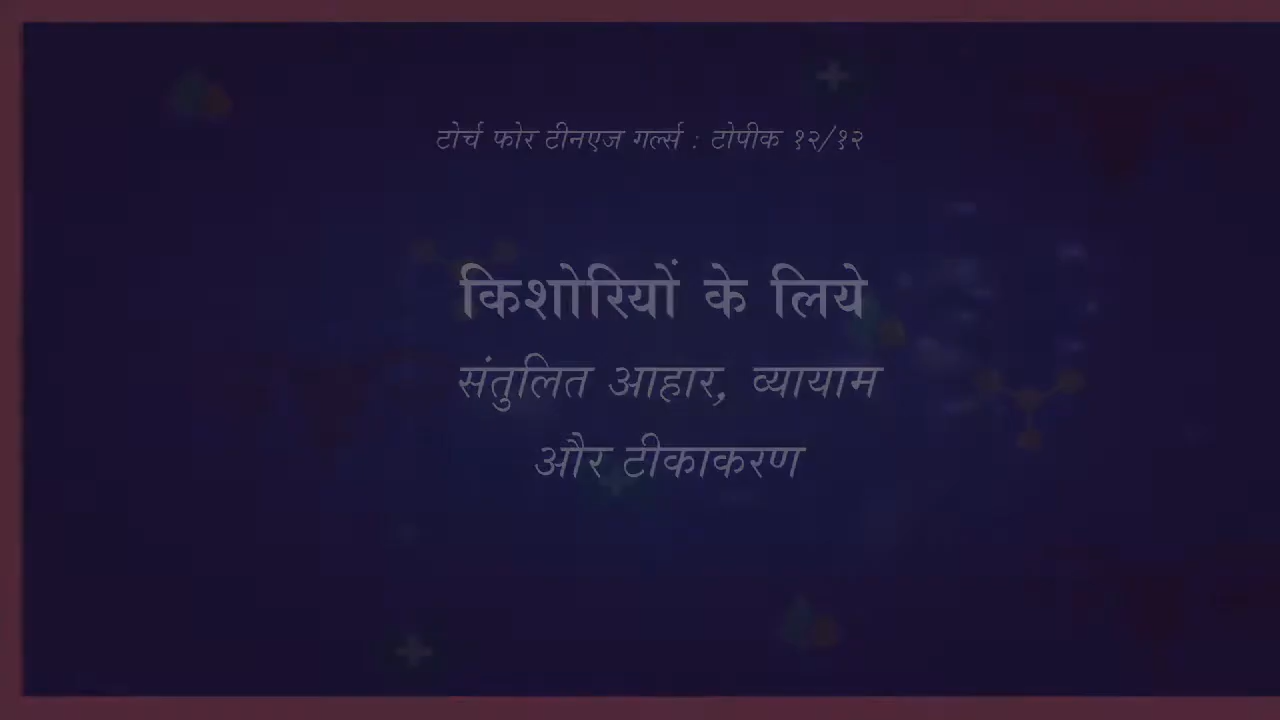 टोर्च फोर टीनएज गर्ल्स : टोपीक १२/१२
किशोरियों के लिये
संतुलित आहार, व्यायाम
और टीकाकरण